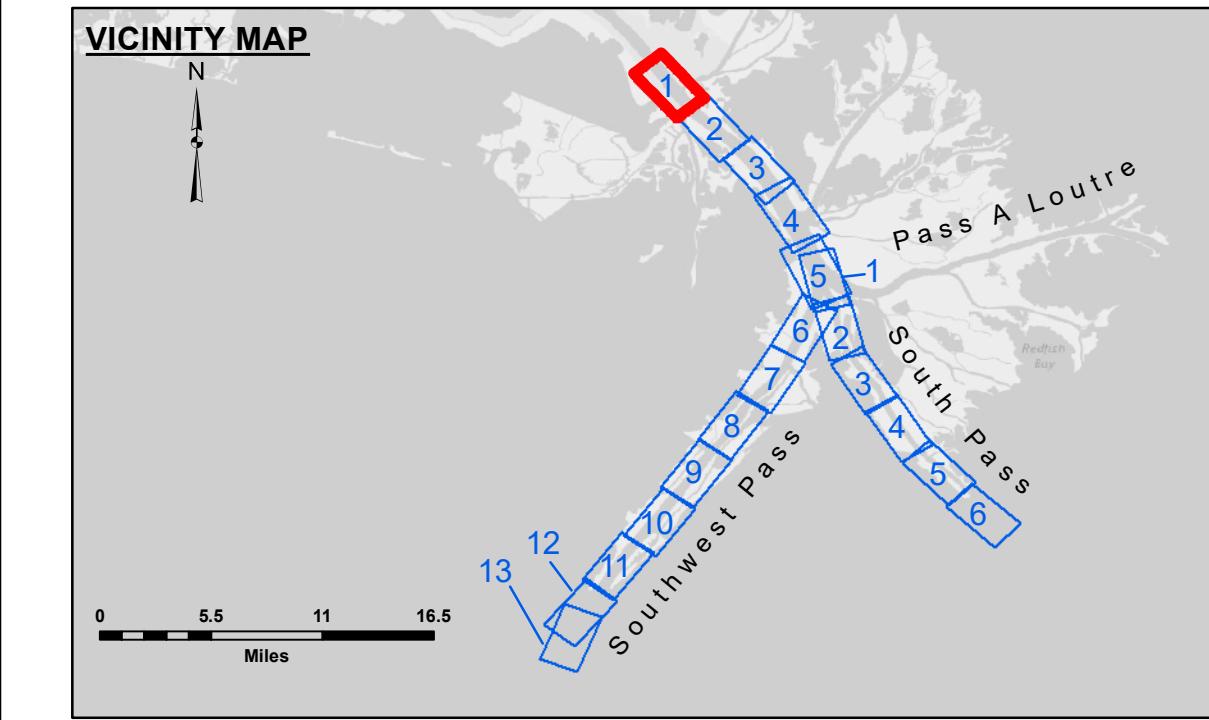 VICINITY MAP
N
1
2
3
4
5
1
6
7
8
9
10
11
12
13
2
3
4
5
6
Pass A Loutre
South Pass
Southwest Pass
Redfish
Bay
0 5.5 11 16.5
Miles